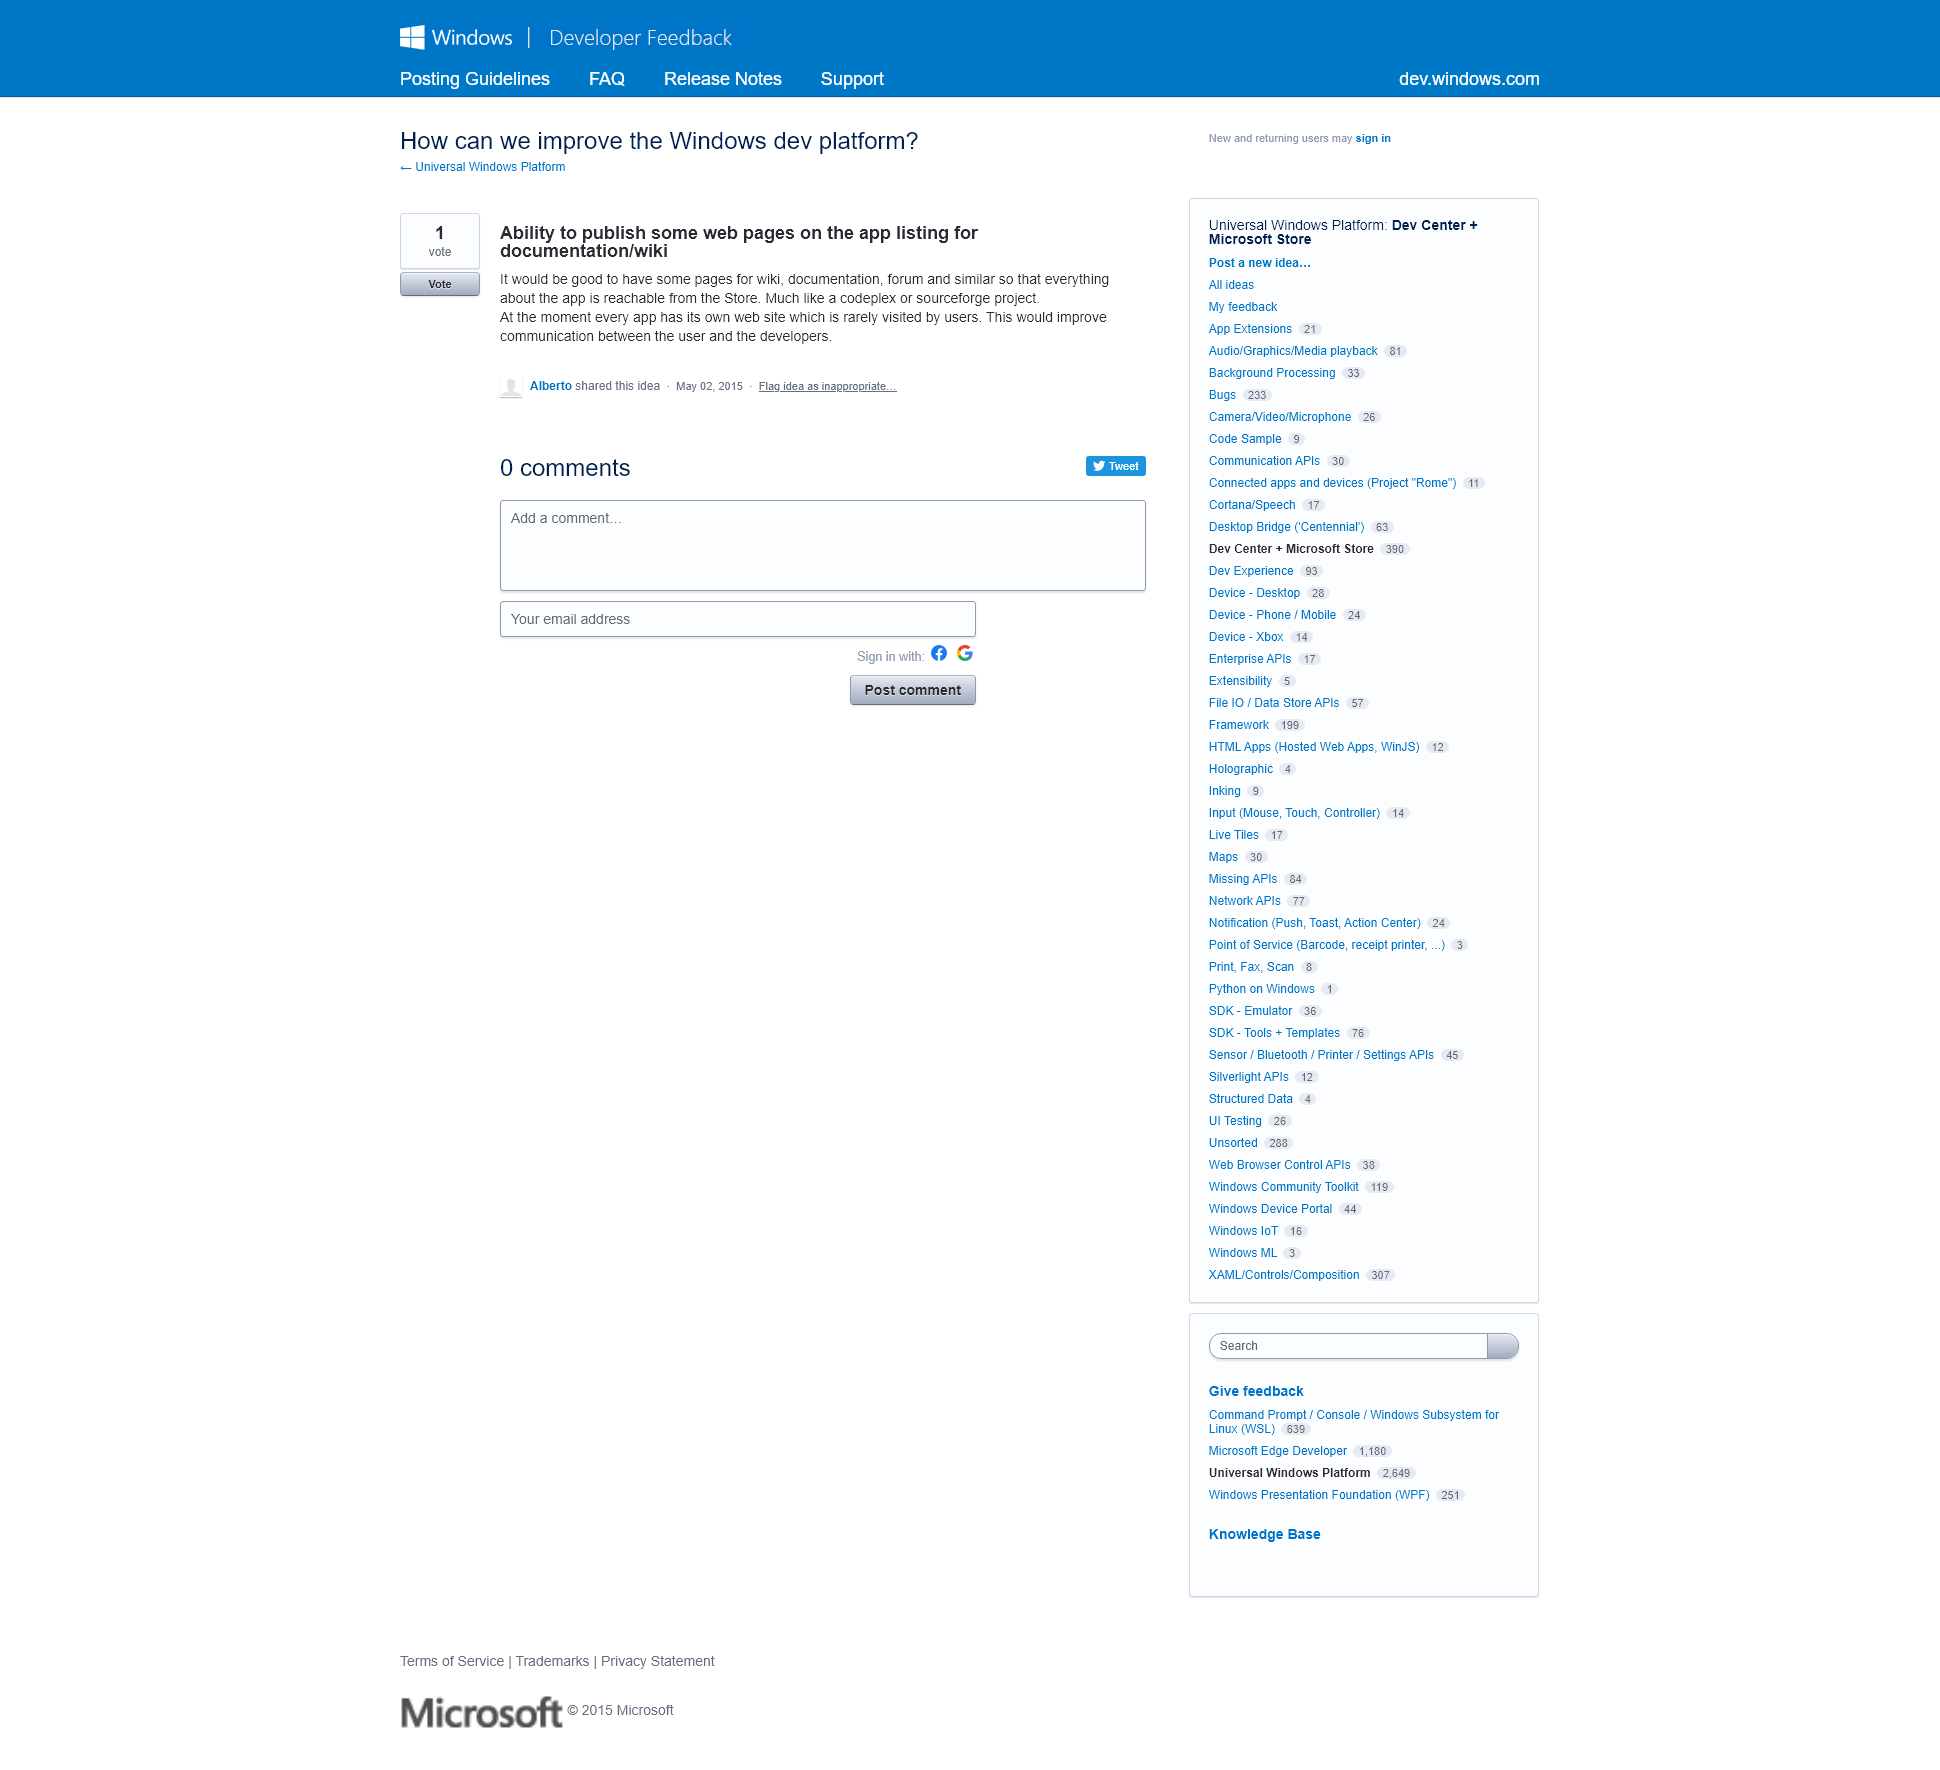 Windows | Developer Feedback
Posting Guidelines FAQ Release Notes Support dev.windows.com
How can we improve the Windows dev platform?
← Universal Windows Platform
New and returning users may sign in
1
vote
Vote
Ability to publish some web pages on the app listing for
documentation/wiki
It would be good to have some pages for wiki, documentation, forum and similar so that everything
about the app is reachable from the Store. Much like a codeplex or sourceforge project.
At the moment every app has its own web site which is rarely visited by users. This would improve
communication between the user and the developers.
Alberto shared this idea · May 02, 2015 · Flag idea as inappropriate…
0 comments
Tweet
Add a comment…
Your email address
Sign in with:
Post comment
Universal Windows Platform: Dev Center +
Microsoft Store
Post a new idea…
All ideas
My feedback
App Extensions 21
Audio/Graphics/Media playback 81
Background Processing 33
Bugs 233
Camera/Video/Microphone 26
Code Sample 9
Communication APIs 30
Connected apps and devices (Project "Rome") 11
Cortana/Speech 17
Desktop Bridge ('Centennial') 63
Dev Center + Microsoft Store 390
Dev Experience 93
Device - Desktop 28
Device - Phone / Mobile 24
Device - Xbox 14
Enterprise APIs 17
Extensibility 5
File IO / Data Store APIs 57
Framework 199
HTML Apps (Hosted Web Apps, WinJS) 12
Holographic 4
Inking 9
Input (Mouse, Touch, Controller) 14
Live Tiles 17
Maps 30
Missing APIs 84
Network APIs 77
Notification (Push, Toast, Action Center) 24
Point of Service (Barcode, receipt printer, ...) 3
Print, Fax, Scan 8
Python on Windows 1
SDK - Emulator 36
SDK - Tools + Templates 76
Sensor / Bluetooth / Printer / Settings APIs 45
Silverlight APIs 12
Structured Data 4
UI Testing 26
Unsorted 288
Web Browser Control APIs 38
Windows Community Toolkit 119
Windows Device Portal 44
Windows IoT 16
Windows ML 3
XAML/Controls/Composition 307
Search
Give feedback
Command Prompt / Console / Windows Subsystem for
Linux (WSL) 639
Microsoft Edge Developer 1,180
Universal Windows Platform 2,649
Windows Presentation Foundation (WPF) 251
Knowledge Base
Terms of Service | Trademarks | Privacy Statement
Microsoft © 2015 Microsoft